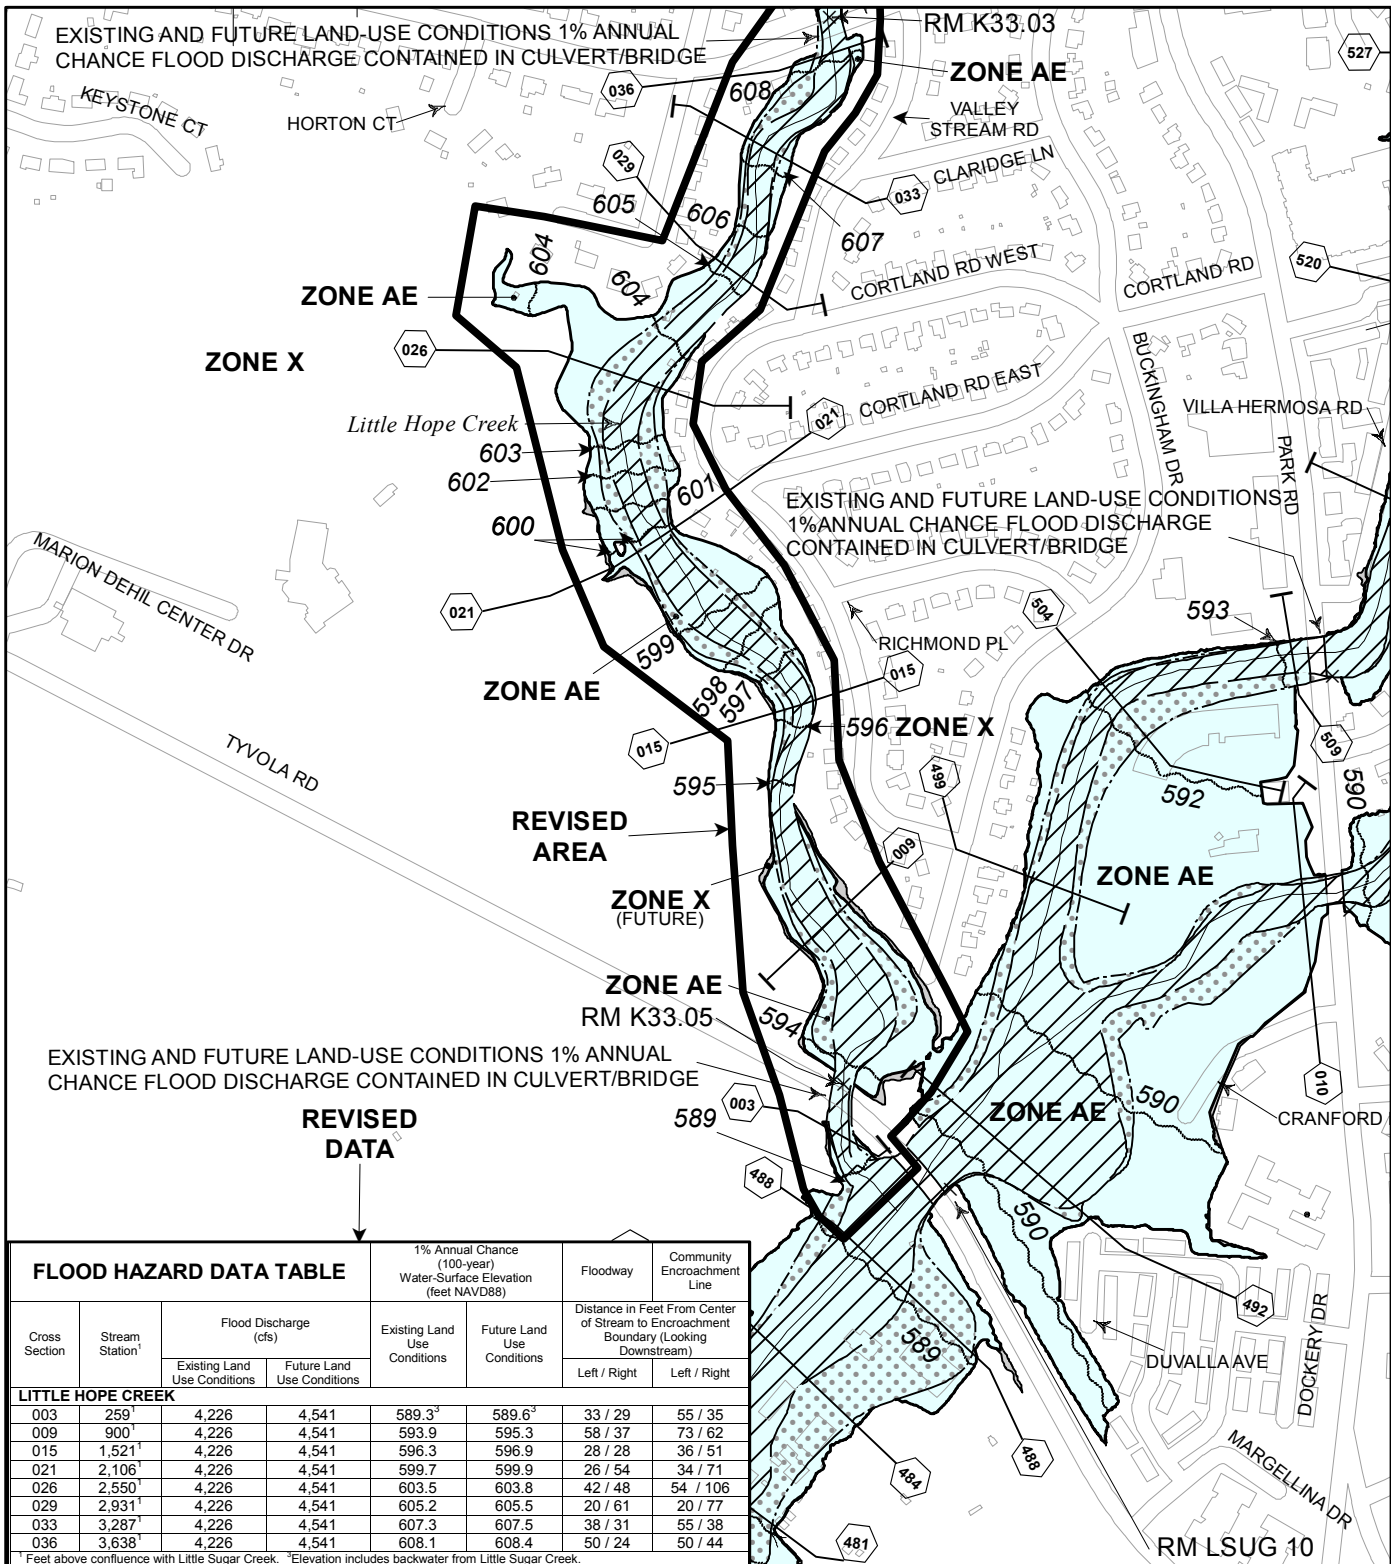 EXISTING AND FUTURE LAND-USE CONDITIONS 1% ANNUAL
CHANCE FLOOD DISCHARGE CONTAINED IN CULVERT/BRIDGE
RM K33.03
527
036
608
ZONE AE
KEYSTONE CT
HORTON CT
VALLEY
STREAM RD
029
CLARIDGE LN
033
605
606
607
604
604
520
CORTLAND RD WEST
CORTLAND RD
ZONE AE
ZONE X
026
BUCKINGHAM DR
CORTLAND RD EAST
VILLA HERMOSA RD
Little Hope Creek
021
603
PARK RD
602
601
EXISTING AND FUTURE LAND-USE CONDITIONS
1%ANNUAL CHANCE FLOOD DISCHARGE
CONTAINED IN CULVERT/BRIDGE
600
MARION DEHIL CENTER DR
021
504
593
RICHMOND PL
599
015
ZONE AE
598
597
596
ZONE X
015
509
TYVOLA RD
499
595
592
590
REVISED
AREA
009
ZONE AE
ZONE X
(FUTURE)
ZONE AE
RM K33.05
594
EXISTING AND FUTURE LAND-USE CONDITIONS 1% ANNUAL
CHANCE FLOOD DISCHARGE CONTAINED IN CULVERT/BRIDGE
010
003
590
ZONE AE
CRANFORD
REVISED
DATA
589
488
590
492
589
DUVALLA AVE
DOCKERY DR
488
MARGELLINA DR
484
481
RM LSUG 10
FLOOD HAZARD DATA TABLE
1% Annual Chance
(100-year)
Water-Surface Elevation
(feet NAVD88)
Floodway
Community
Encroachment
Line
Cross
Section
Stream
Station¹
Flood Discharge
(cfs)
Existing Land
Use
Conditions
Future Land
Use
Conditions
Distance in Feet From Center
of Stream to Encroachment
Boundary (Looking
Downstream)
Existing Land
Use Conditions
Future Land
Use Conditions
Left / Right
Left / Right
LITTLE HOPE CREEK
003 259¹ 4,226 4,541 589.3³ 589.6³ 33 / 29 55 / 35
009 900¹ 4,226 4,541 593.9 595.3 58 / 37 73 / 62
015 1,521¹ 4,226 4,541 596.3 596.9 28 / 28 36 / 51
021 2,106¹ 4,226 4,541 599.7 599.9 26 / 54 34 / 71
026 2,550¹ 4,226 4,541 603.5 603.8 42 / 48 54 / 106
029 2,931¹ 4,226 4,541 605.2 605.5 20 / 61 20 / 77
033 3,287¹ 4,226 4,541 607.3 607.5 38 / 31 55 / 38
036 3,638¹ 4,226 4,541 608.1 608.4 50 / 24 50 / 44
¹ Feet above confluence with Little Sugar Creek. ³Elevation includes backwater from Little Sugar Creek.